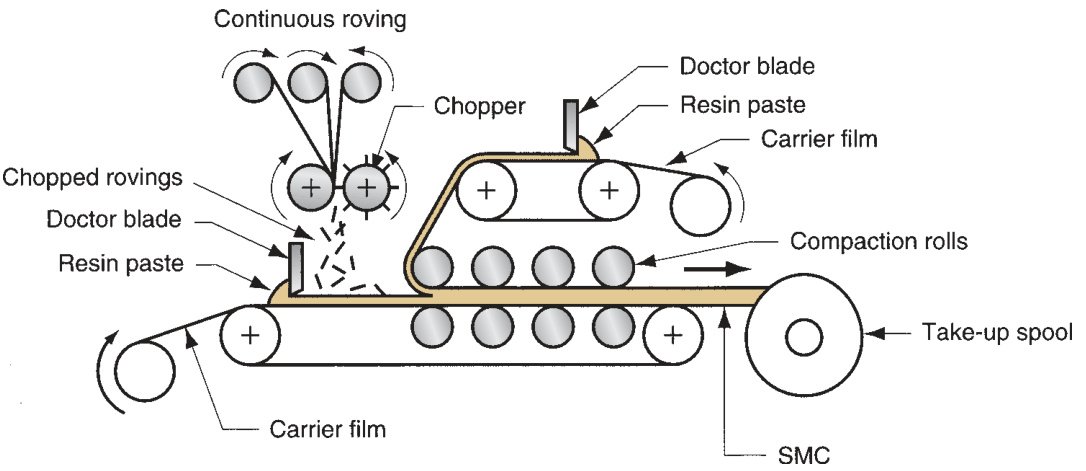 Continuous roving
Doctor blade
Resin paste
Chopper
Carrier film
Chopped rovings
Doctor blade
Resin paste
Compaction rolls
Take-up spool
Carrier film
SMC